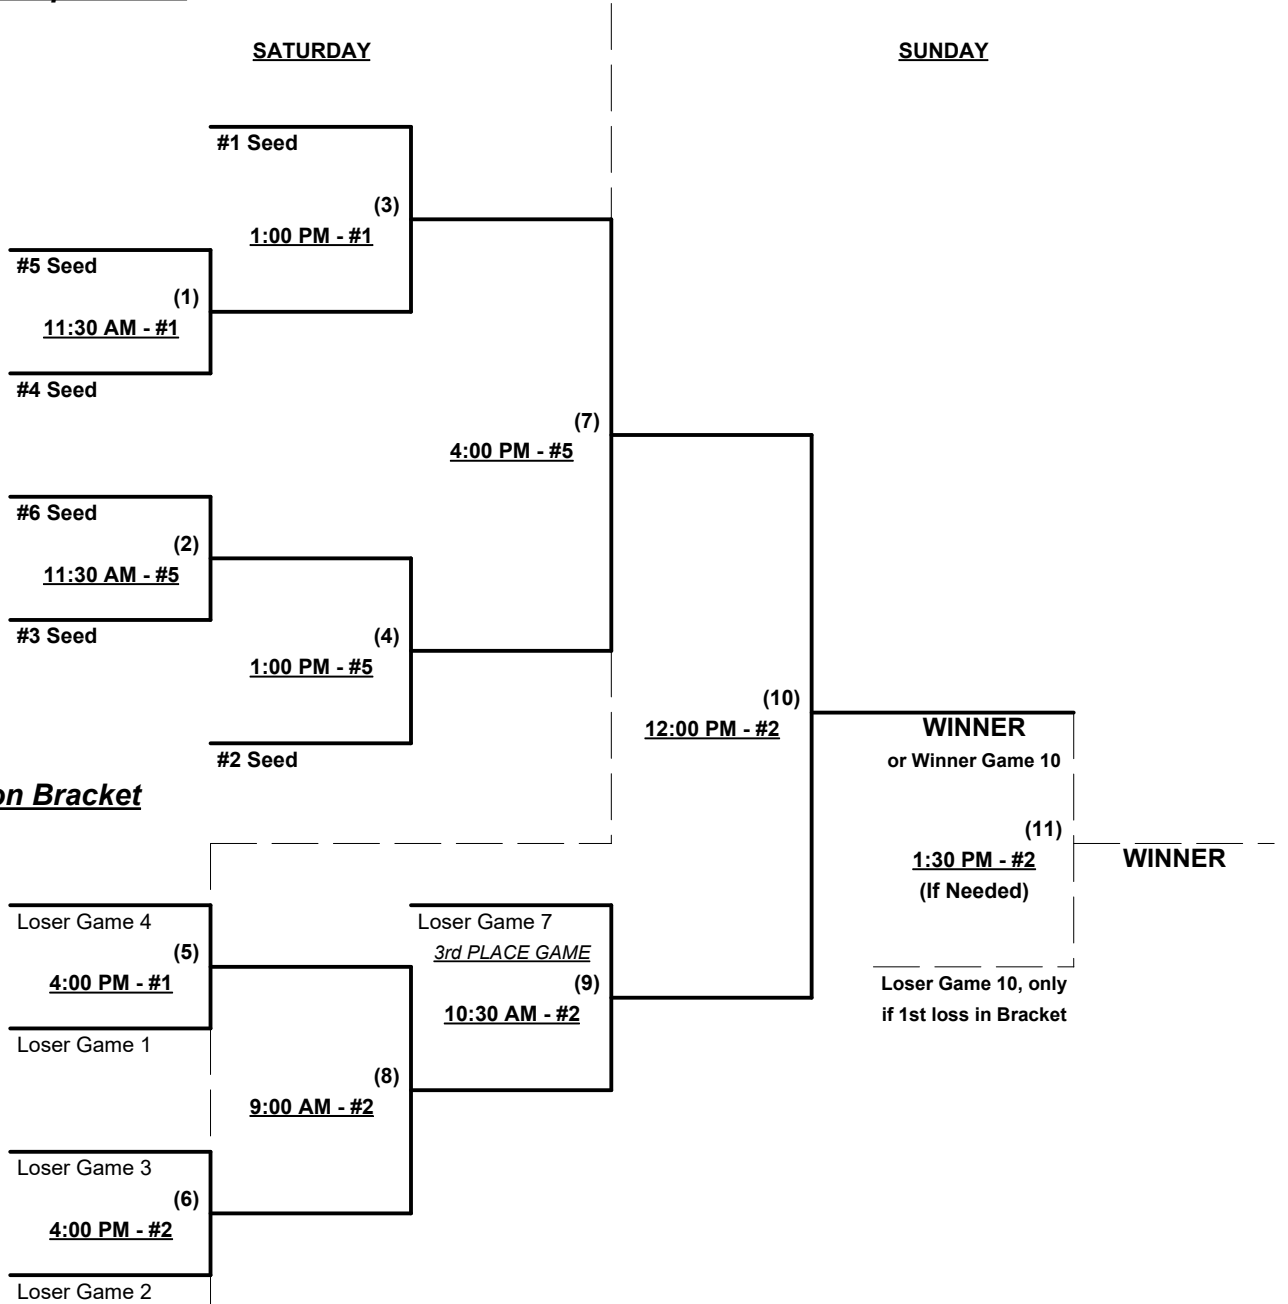 SATURDAY
SUNDAY
#1 Seed
(3)
1:00 PM - #1
#5 Seed
(1)
11:30 AM - #1
#4 Seed
(7)
4:00 PM - #5
#6 Seed
(2)
11:30 AM - #5
#3 Seed
(4)
1:00 PM - #5
(10)
12:00 PM - #2
WINNER
or Winner Game 10
#2 Seed
on Bracket
(11)
1:30 PM - #2
(If Needed)
WINNER
Loser Game 4
(5)
4:00 PM - #1
Loser Game 1
Loser Game 7
3rd PLACE GAME
(9)
10:30 AM - #2
Loser Game 10, only
if 1st loss in Bracket
(8)
9:00 AM - #2
Loser Game 3
(6)
4:00 PM - #2
Loser Game 2